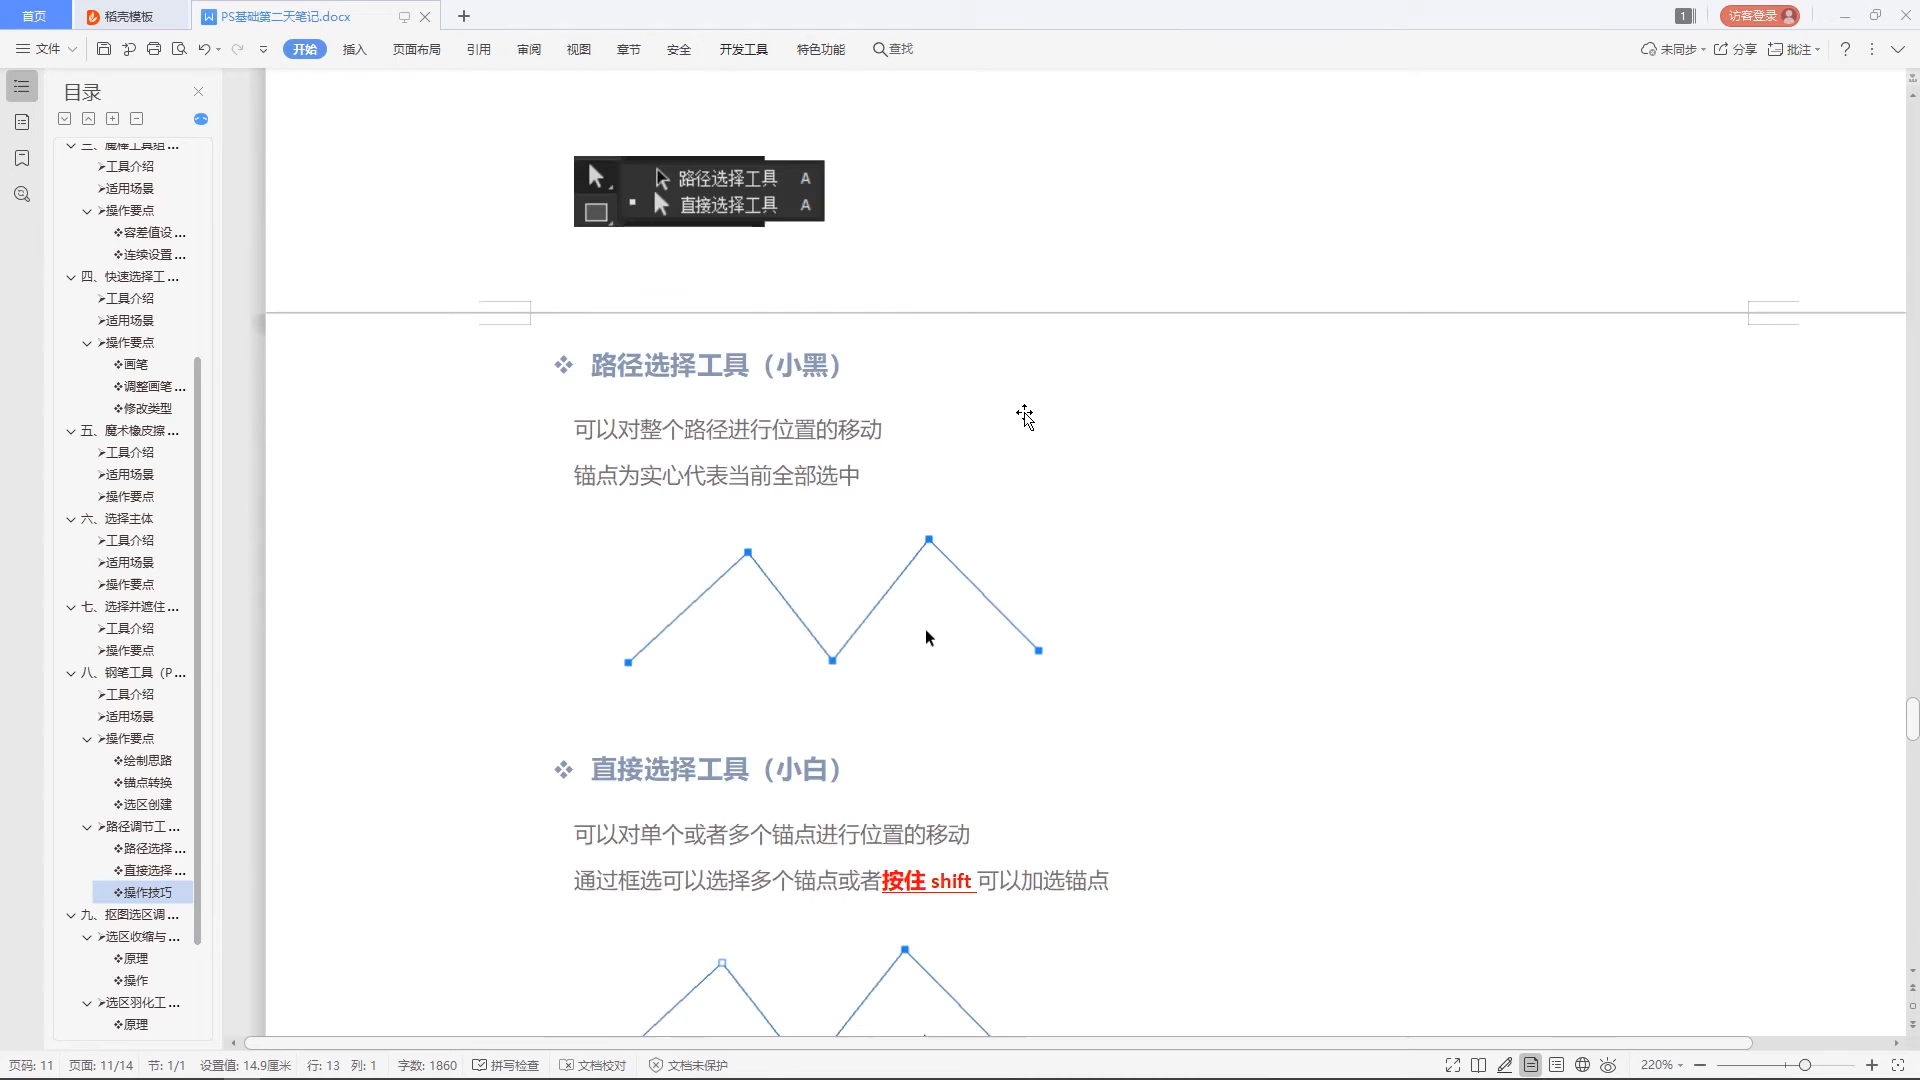 首页
稻壳模板
PS基础第二天笔记.docx
1
访客登录
文件
开始
插入
页面布局
引用
审阅
视图
章节
安全
开发工具
特色功能
查找
未同步
分享
批注
目录
三、魔棒工具组 ...
工具介绍
适用场景
操作要点
容差值设 ...
连续设置 ...
四、快速选择工 ...
工具介绍
适用场景
操作要点
画笔
调整画笔 ...
修改类型
五、魔术橡皮擦 ...
工具介绍
适用场景
操作要点
六、选择主体
工具介绍
适用场景
操作要点
七、选择并遮住 ...
工具介绍
操作要点
八、钢笔工具（P ...
工具介绍
适用场景
操作要点
绘制思路
锚点转换
选区创建
路径调节工 ...
路径选择 ...
直接选择 ...
操作技巧
九、抠图选区调 ...
选区收缩与 ...
原理
操作
选区羽化工 ...
原理
路径选择工具 A
直接选择工具 A
❖ 路径选择工具（小黑）
可以对整个路径进行位置的移动
锚点为实心代表当前全部选中
❖ 直接选择工具（小白）
可以对单个或者多个锚点进行位置的移动
通过框选可以选择多个锚点或者按住 shift 可以加选锚点
页码: 11 页面: 11/14 节: 1/1 设置值: 14.9厘米 行: 13 列: 1 字数: 1860 拼写检查 文档校对 文档未保护 220%